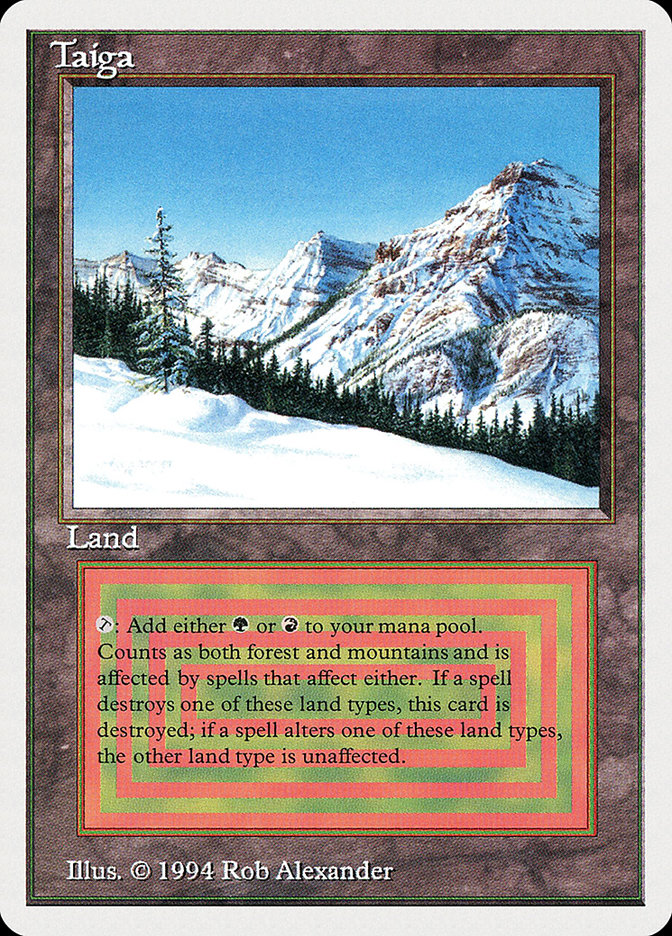 Taiga
Land
T: Add either or to your mana pool.
Counts as both forest and mountains and is
affected by spells that affect either. If a spell
destroys one of these land types, this card is
destroyed; if a spell alters one of these land types,
the other land type is unaffected.
Illus. © 1994 Rob Alexander